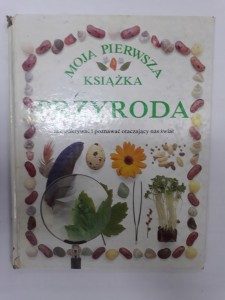 MOJA PIERWSZA
KSIĄŻKA
PRZYRODA
i poznawać otaczający nas świat